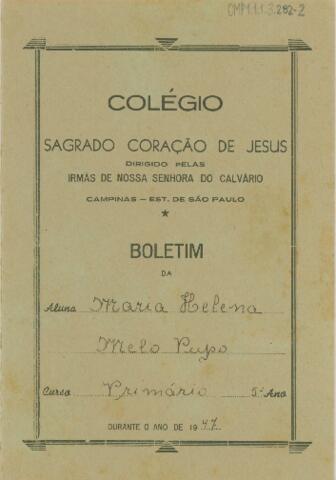 CMP1.1.3.282-2
COLÉGIO
SAGRADO CORAÇÃO DE JESUS
DIRIGIDO PELAS
IRMÃS DE NOSSA SENHORA DO CALVÁRIO
CAMPINAS – EST. DE SÃO PAULO
★
BOLETIM
DA
Aluna Maria Helena
Melo Pupo
Curso Primário 5º Ano
DURANTE O ANO DE 1947